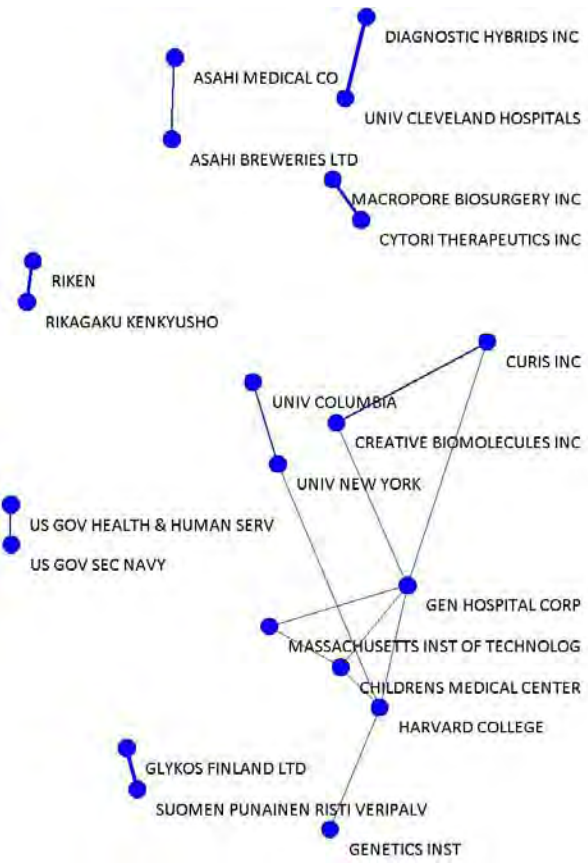 DIAGNOSTIC HYBRIDS INC
ASAHI MEDICAL CO
UNIV CLEVELAND HOSPITALS
ASAHI BREWERIES LTD
MACROPORE BIOSURGERY INC
CYTORI THERAPEUTICS INC
RIKEN
RIKAGAKU KENKYUSHO
CURIS INC
UNIV COLUMBIA
CREATIVE BIOMOLECULES INC
UNIV NEW YORK
US GOV HEALTH & HUMAN SERV
US GOV SEC NAVY
GEN HOSPITAL CORP
MASSACHUSETTS INST OF TECHNOLOG
CHILDRENS MEDICAL CENTER
HARVARD COLLEGE
GLYKOS FINLAND LTD
SUOMEN PUNAINEN RISTI VERIPALV
GENETICS INST